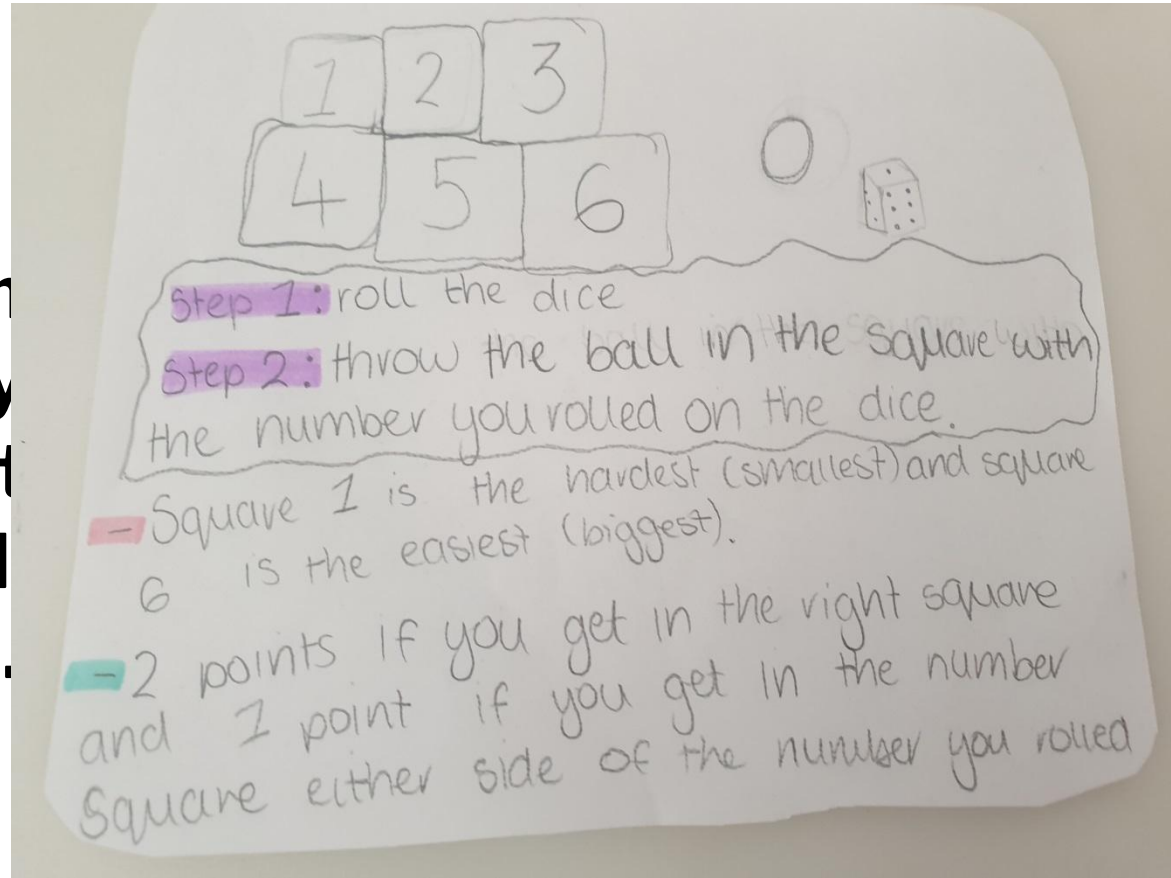 1 2 3
4 5 6
Step 1: roll the dice
Step 2: throw the ball in the square with
the number you rolled on the dice.
- Square 1 is the hardest (smallest) and square
6 is the easiest (biggest).
- 2 points if you get in the right square
and 1 point if you get in the number
square either side of the number you rolled